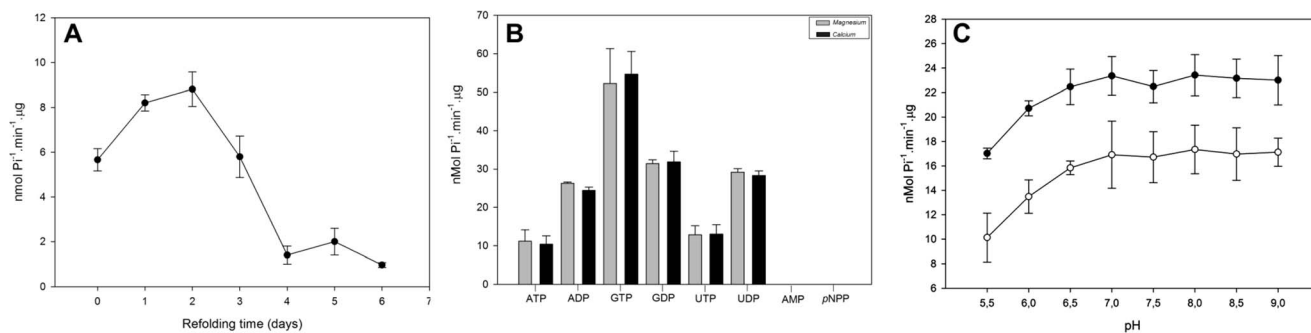 A
nmol Pi⁻¹.min⁻¹.µg
12
10
8
6
4
2
0
0 1 2 3 4 5 6 7
Refolding time (days)
B
nMol Pi⁻¹.min⁻¹.µg
70
60
50
40
30
20
10
0
Magnesium
Calcium
ATP ADP GTP GDP UTP UDP AMP pNPP
C
nMol Pi⁻¹.min⁻¹.µg
28
26
24
22
20
18
16
14
12
10
8
6
5,5 6,0 6,5 7,0 7,5 8,0 8,5 9,0
pH